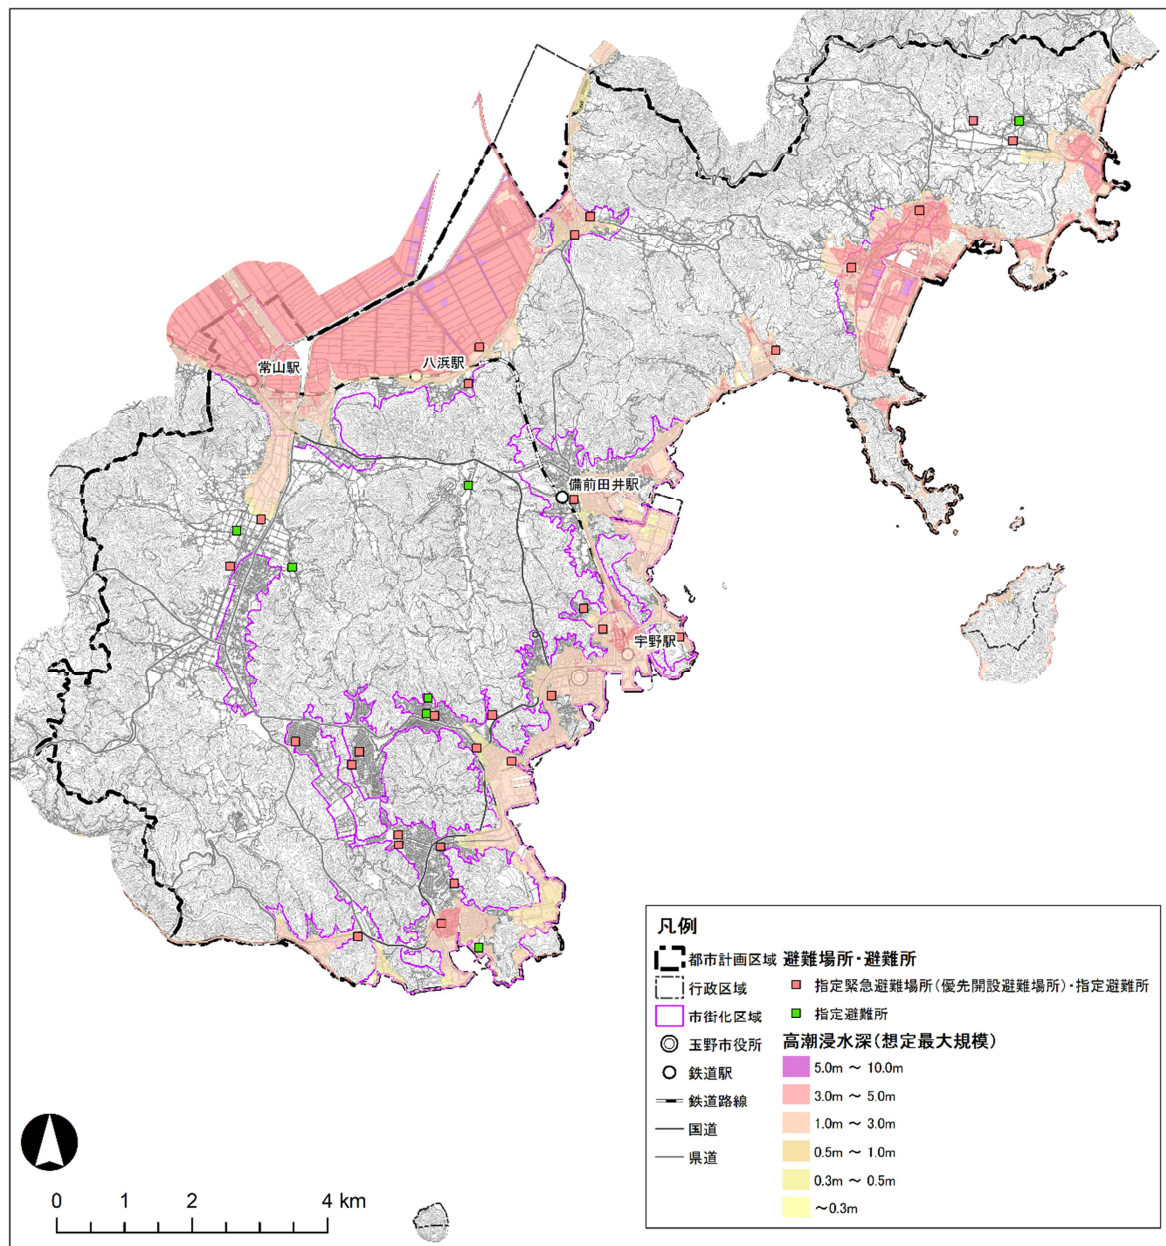 常山駅
八浜駅
備前田井駅
宇野駅
凡例
都市計画区域
行政区域
市街化区域
玉野市役所
鉄道駅
鉄道路線
国道
県道
避難場所・避難所
指定緊急避難場所(優先開設避難場所)・指定避難所
指定避難所
高潮浸水深(想定最大規模)
5.0m ～ 10.0m
3.0m ～ 5.0m
1.0m ～ 3.0m
0.5m ～ 1.0m
0.3m ～ 0.5m
～0.3m
0 1 2 4 km